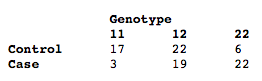 Genotype
11 12 22
Control 17 22 6
Case 3 19 22